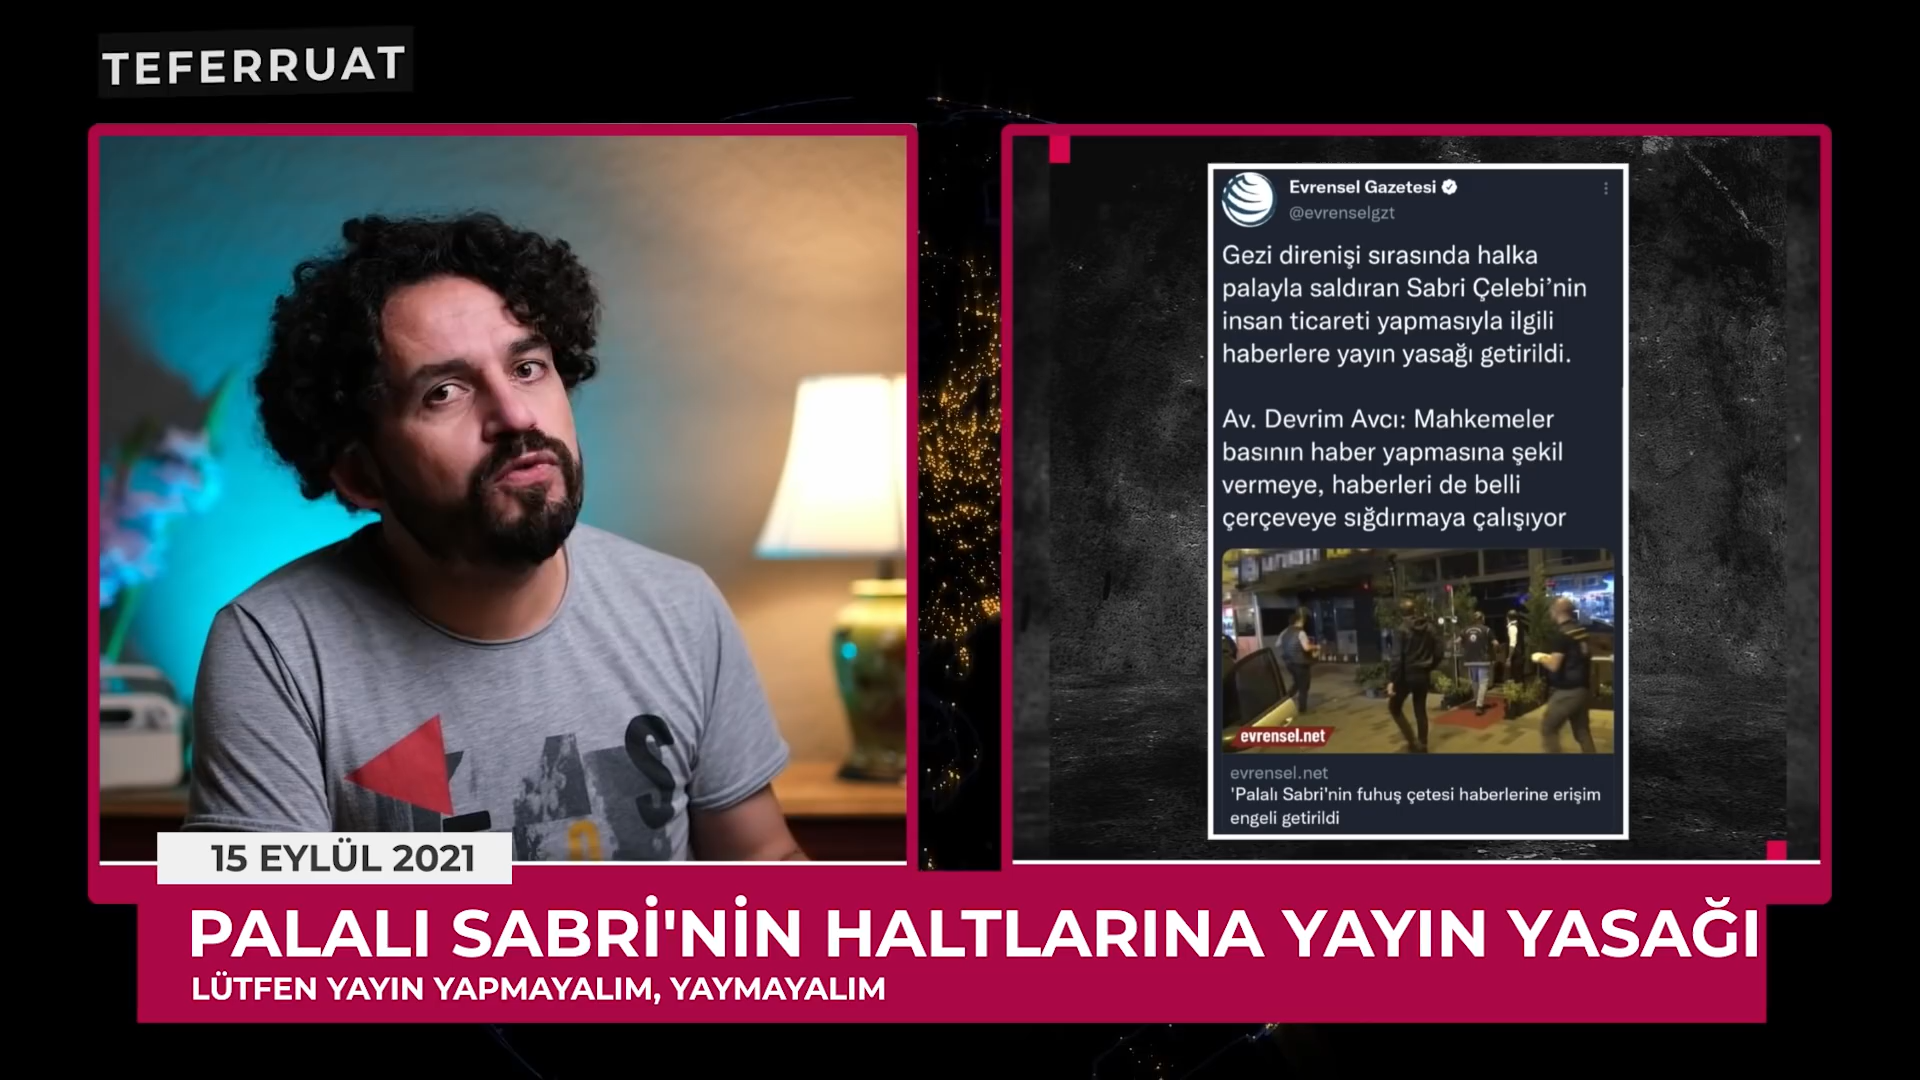 TEFERRUAT
Evrensel Gazetesi
@evrenselgzt
Gezi direnişi sırasında halka
palayla saldıran Sabri Çelebi’nin
insan ticareti yapmasıyla ilgili
haberlere yayın yasağı getirildi.
Av. Devrim Avcı: Mahkemeler
basının haber yapmasına şekil
vermeye, haberleri de belli
çerçeveye sığdırmaya çalışıyor
evrensel.net
evrensel.net
'Palalı Sabri'nin fuhuş çetesi haberlerine erişim
engeli getirildi
15 EYLÜL 2021
PALALI SABRİ'NİN HALTLARINA YAYIN YASAĞI
LÜTFEN YAYIN YAPMAYALIM, YAYMAYALIM